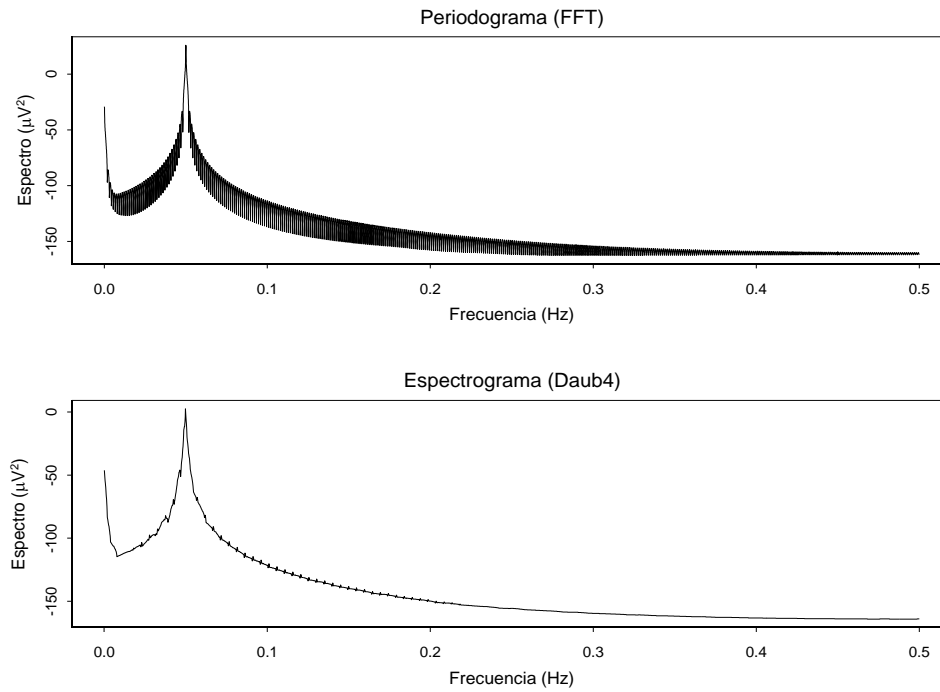 Periodograma (FFT)
Espectro (μV²)
0
-50
-100
-150
0.0 0.1 0.2 0.3 0.4 0.5
Frecuencia (Hz)
Espectrograma (Daub4)
Espectro (μV²)
0
-50
-100
-150
0.0 0.1 0.2 0.3 0.4 0.5
Frecuencia (Hz)